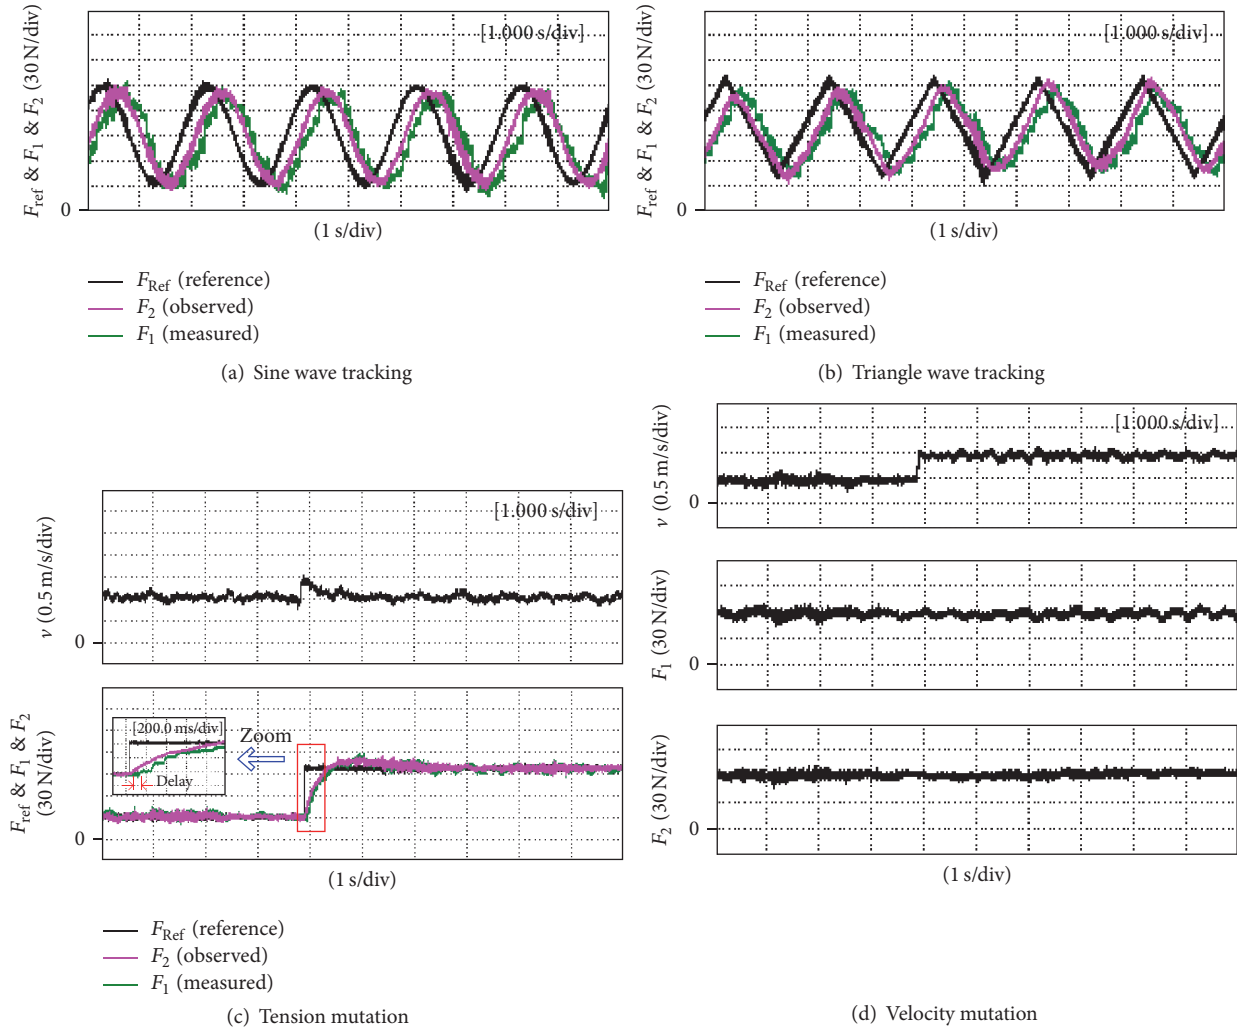 F_ref & F_1 & F_2 (30 N/div)
[1.000 s/div]
0
(1 s/div)
F_Ref (reference)
F_2 (observed)
F_1 (measured)
(a) Sine wave tracking
F_ref & F_1 & F_2 (30 N/div)
[1.000 s/div]
0
(1 s/div)
F_Ref (reference)
F_2 (observed)
F_1 (measured)
(b) Triangle wave tracking
v (0.5 m/s/div)
[1.000 s/div]
0
F_ref & F_1 & F_2
(30 N/div)
[200.0 ms/div]
Zoom
Delay
0
(1 s/div)
F_Ref (reference)
F_2 (observed)
F_1 (measured)
(c) Tension mutation
v (0.5 m/s/div)
[1.000 s/div]
0
F_1 (30 N/div)
0
F_2 (30 N/div)
0
(1 s/div)
(d) Velocity mutation